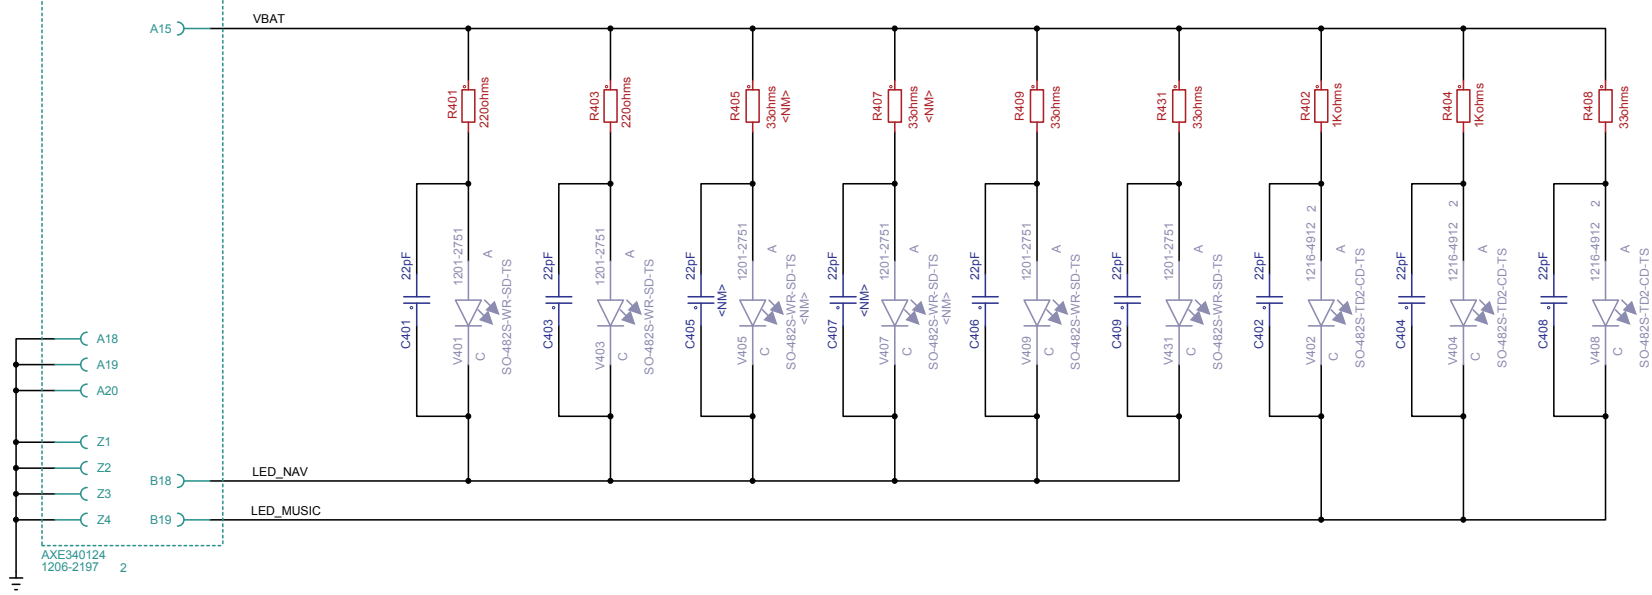 A15
VBAT
R401
220ohms
R403
220ohms
R405
33ohms
<NM>
R407
33ohms
<NM>
R409
33ohms
R431
33ohms
R402
1Kohms
R404
1Kohms
R408
33ohms
22pF
C401
1201-2751
A
V401
C
SO-482S-WR-SD-TS
22pF
C403
1201-2751
A
V403
C
SO-482S-WR-SD-TS
22pF
C405
<NM>
1201-2751
A
V405
C
SO-482S-WR-SD-TS
<NM>
22pF
C407
<NM>
1201-2751
A
V407
C
SO-482S-WR-SD-TS
<NM>
22pF
C406
1201-2751
A
V409
C
SO-482S-WR-SD-TS
22pF
C409
1201-2751
A
V431
C
SO-482S-WR-SD-TS
22pF
C402
1216-4912 2
A
V402
C
SO-482S-TD2-CD-TS
22pF
C404
1216-4912 2
A
V404
C
SO-482S-TD2-CD-TS
22pF
C408
1216-4912 2
A
V408
C
SO-482S-TD2-CD-TS
A18
A19
A20
Z1
Z2
Z3
Z4
B18
LED_NAV
B19
LED_MUSIC
AXE340124
1206-2197 2